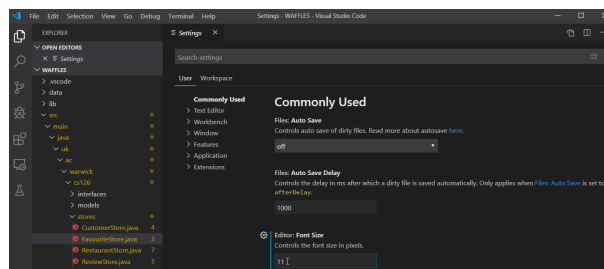 File Edit Selection View Go Debug Terminal Help Settings - WAFFLES - Visual Studio Code
EXPLORER
OPEN EDITORS
Settings
WAFFLES
.vscode
data
lib
src
main
java
uk
ac
warwick
cs126
interfaces
models
stores
CustomerStore.java 4
FavouriteStore.java 3
RestaurantStore.java 7
ReviewStore.java 5
Settings
Search settings
User Workspace
Commonly Used
Text Editor
Workbench
Window
Features
Application
Extensions
Commonly Used
Files: Auto Save
Controls auto save of dirty files. Read more about autosave here.
off
Files: Auto Save Delay
Controls the delay in ms after which a dirty file is saved automatically. Only applies when Files: Auto Save is set to
afterDelay.
1000
Editor: Font Size
Controls the font size in pixels.
11